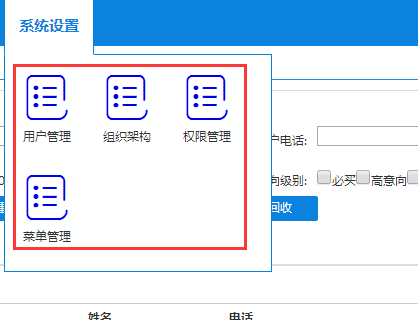 系统设置
用户管理 组织架构 权限管理
户电话:
向级别: 必买 高意向
菜单管理
回收
姓名 电话